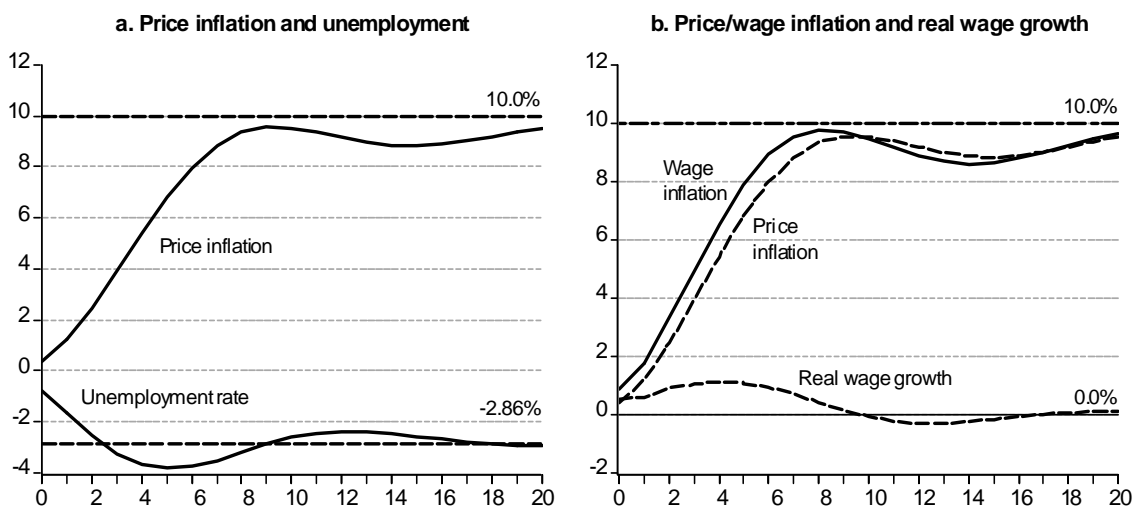 a. Price inflation and unemployment
12
10
8
6
4
2
0
-2
-4
10.0%
Price inflation
Unemployment rate
-2.86%
0 2 4 6 8 10 12 14 16 18 20
b. Price/wage inflation and real wage growth
12
10
8
6
4
2
0
-2
10.0%
Wage
inflation
Price
inflation
Real wage growth
0.0%
0 2 4 6 8 10 12 14 16 18 20